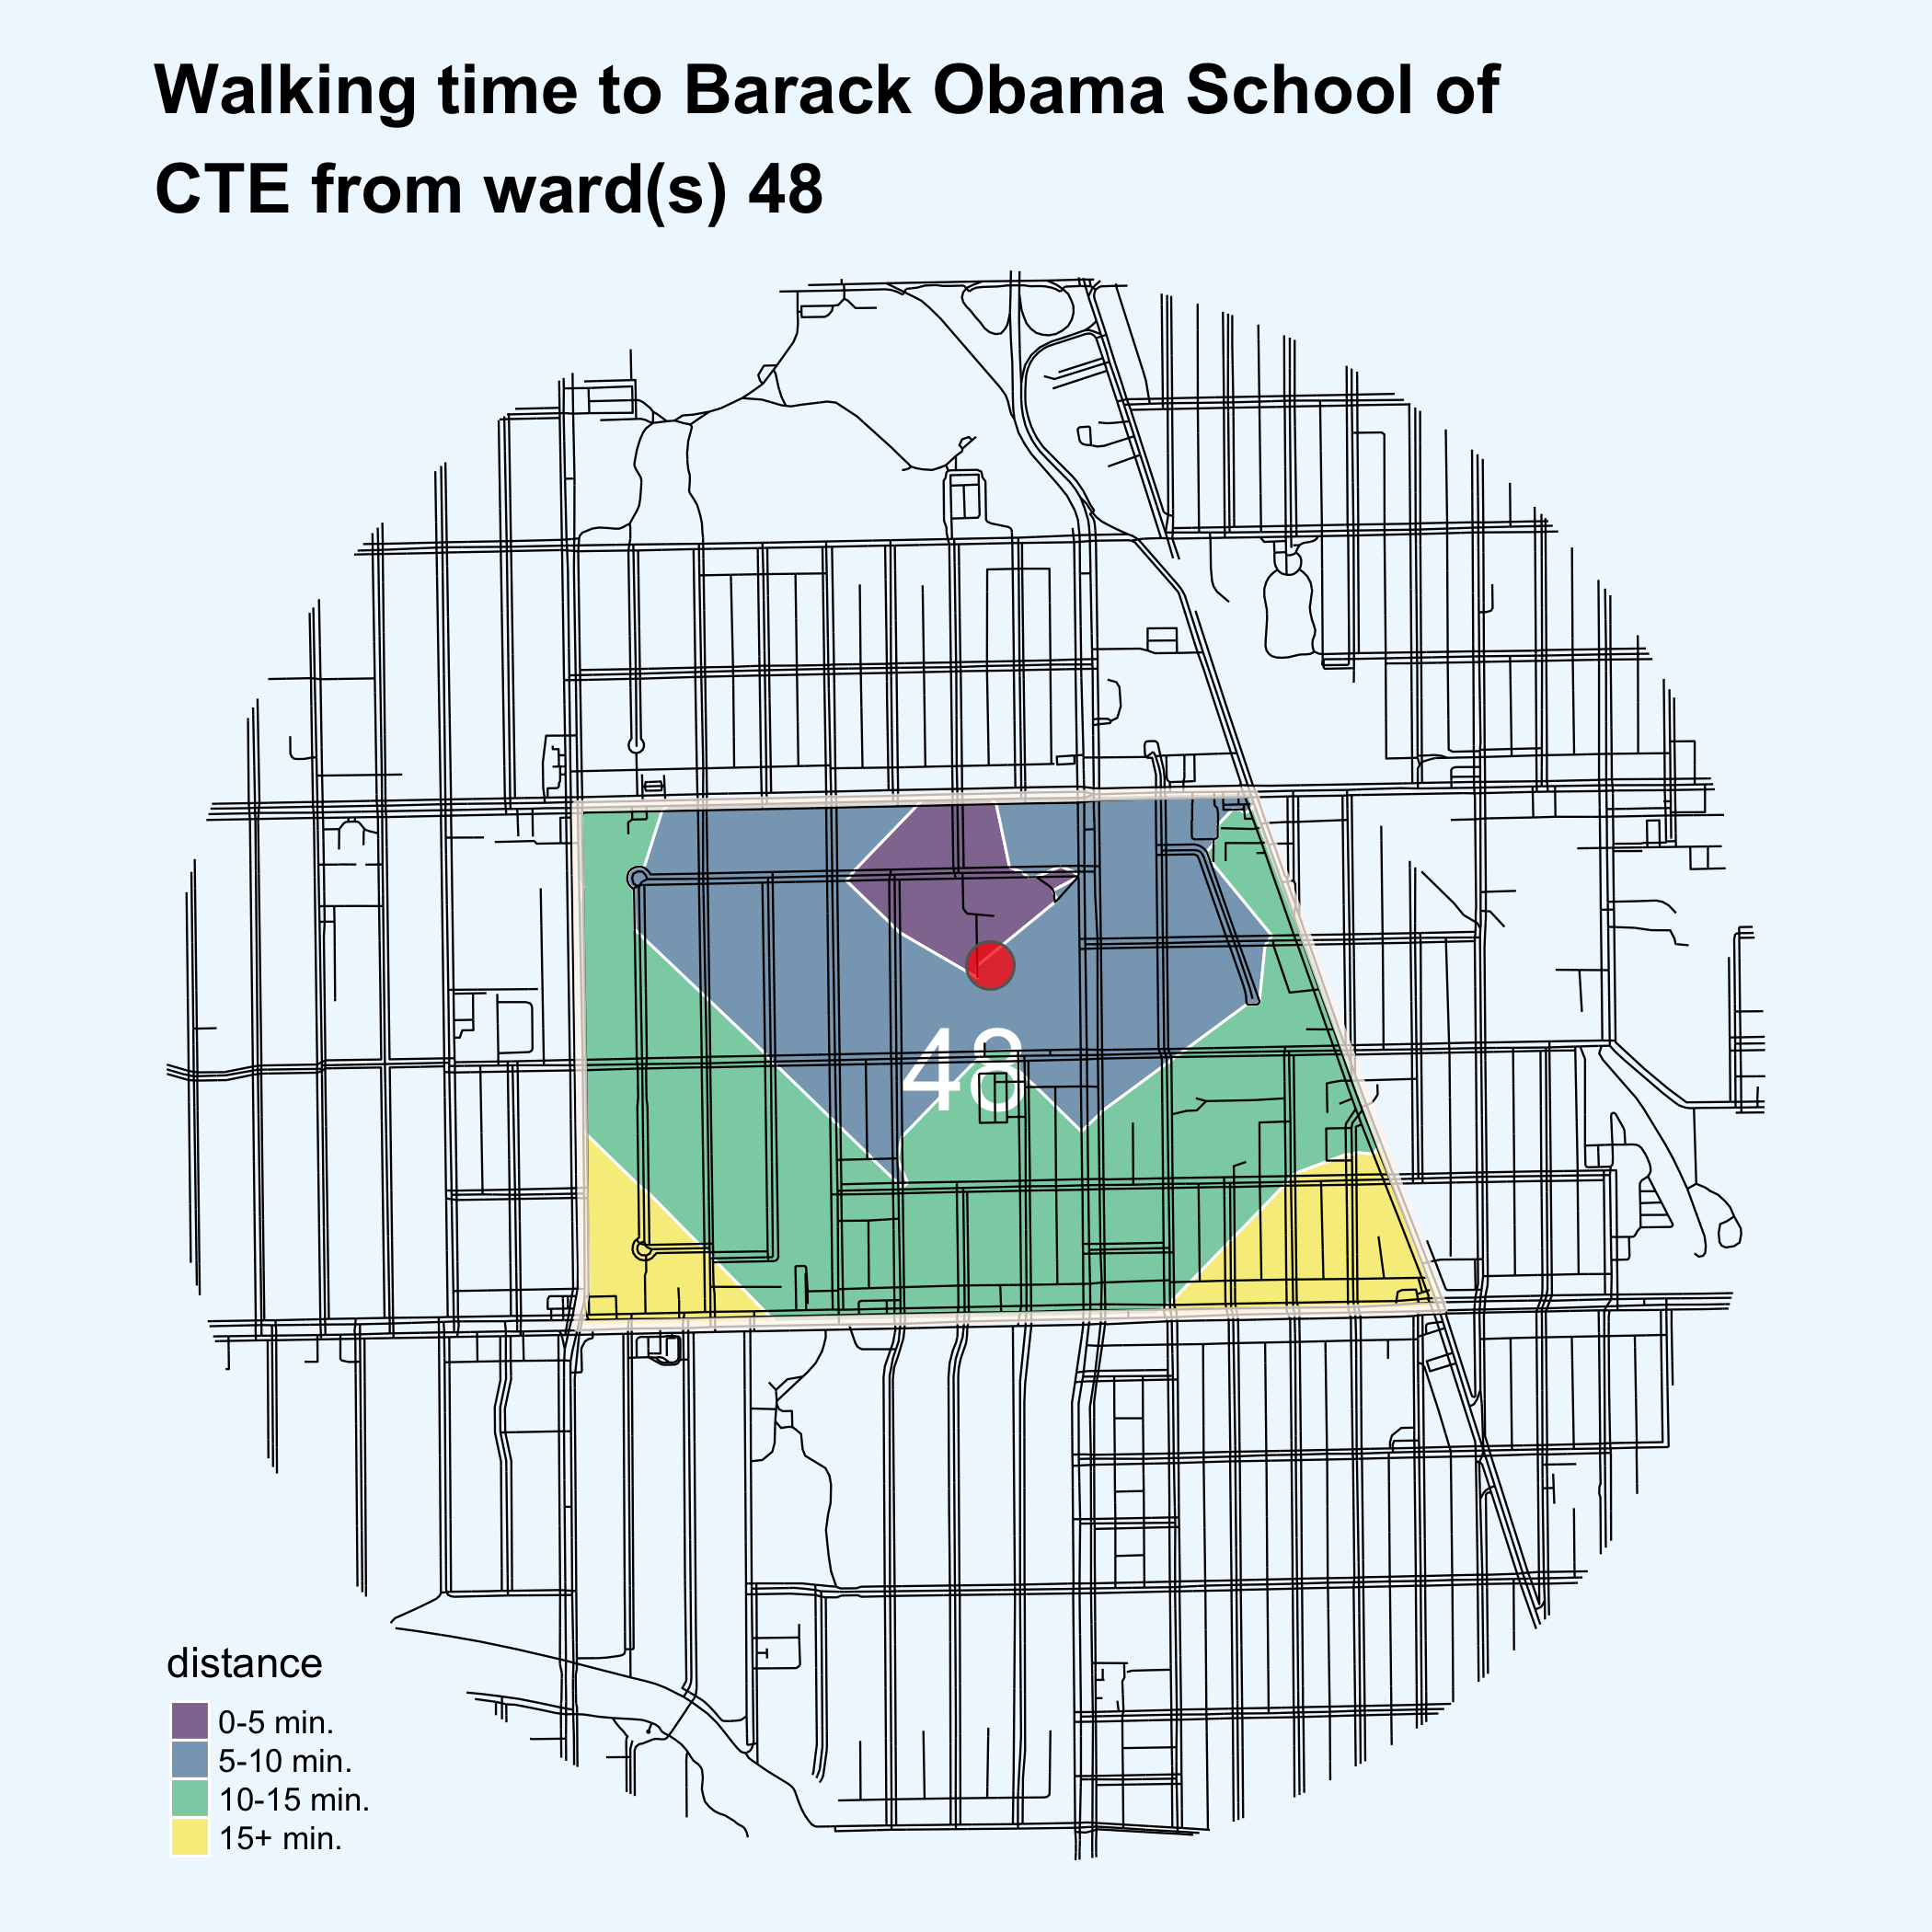 Walking time to Barack Obama School of
CTE from ward(s) 48
48
distance
0-5 min.
5-10 min.
10-15 min.
15+ min.